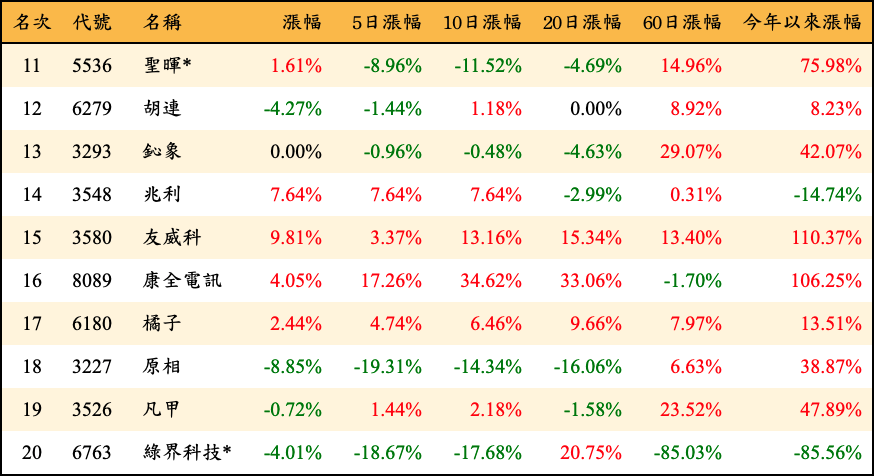 名次 代號 名稱 漲幅 5日漲幅 10日漲幅 20日漲幅 60日漲幅 今年以來漲幅
11 5536 聖暉* 1.61% -8.96% -11.52% -4.69% 14.96% 75.98%
12 6279 胡連 -4.27% -1.44% 1.18% 0.00% 8.92% 8.23%
13 3293 鈊象 0.00% -0.96% -0.48% -4.63% 29.07% 42.07%
14 3548 兆利 7.64% 7.64% 7.64% -2.99% 0.31% -14.74%
15 3580 友威科 9.81% 3.37% 13.16% 15.34% 13.40% 110.37%
16 8089 康全電訊 4.05% 17.26% 34.62% 33.06% -1.70% 106.25%
17 6180 橘子 2.44% 4.74% 6.46% 9.66% 7.97% 13.51%
18 3227 原相 -8.85% -19.31% -14.34% -16.06% 6.63% 38.87%
19 3526 凡甲 -0.72% 1.44% 2.18% -1.58% 23.52% 47.89%
20 6763 綠界科技* -4.01% -18.67% -17.68% 20.75% -85.03% -85.56%